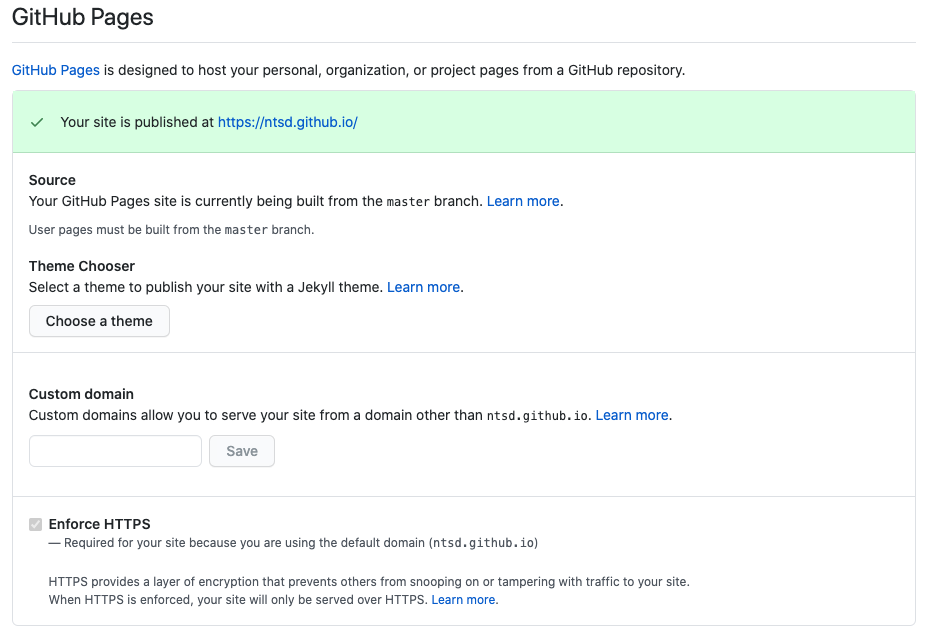 GitHub Pages
GitHub Pages is designed to host your personal, organization, or project pages from a GitHub repository.
Your site is published at https://ntsd.github.io/
Source
Your GitHub Pages site is currently being built from the master branch. Learn more.
User pages must be built from the master branch.
Theme Chooser
Select a theme to publish your site with a Jekyll theme. Learn more.
Choose a theme
Custom domain
Custom domains allow you to serve your site from a domain other than ntsd.github.io. Learn more.
Save
Enforce HTTPS
— Required for your site because you are using the default domain (ntsd.github.io)
HTTPS provides a layer of encryption that prevents others from snooping on or tampering with traffic to your site.
When HTTPS is enforced, your site will only be served over HTTPS. Learn more.